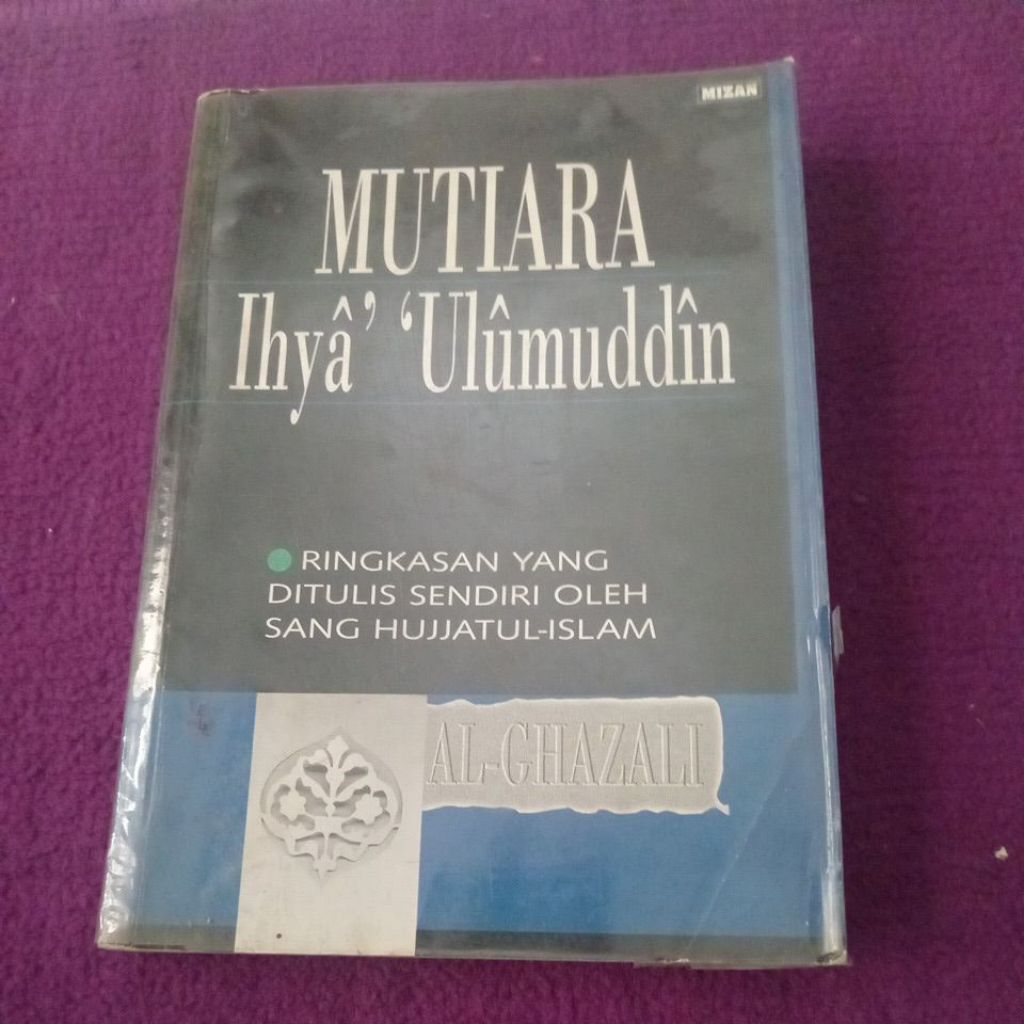 MIZAN
MUTIARA
Ihyâ’ ‘Ulûmuddîn
RINGKASAN YANG
DITULIS SENDIRI OLEH
SANG HUJJATUL-ISLAM
AL-GHAZALI